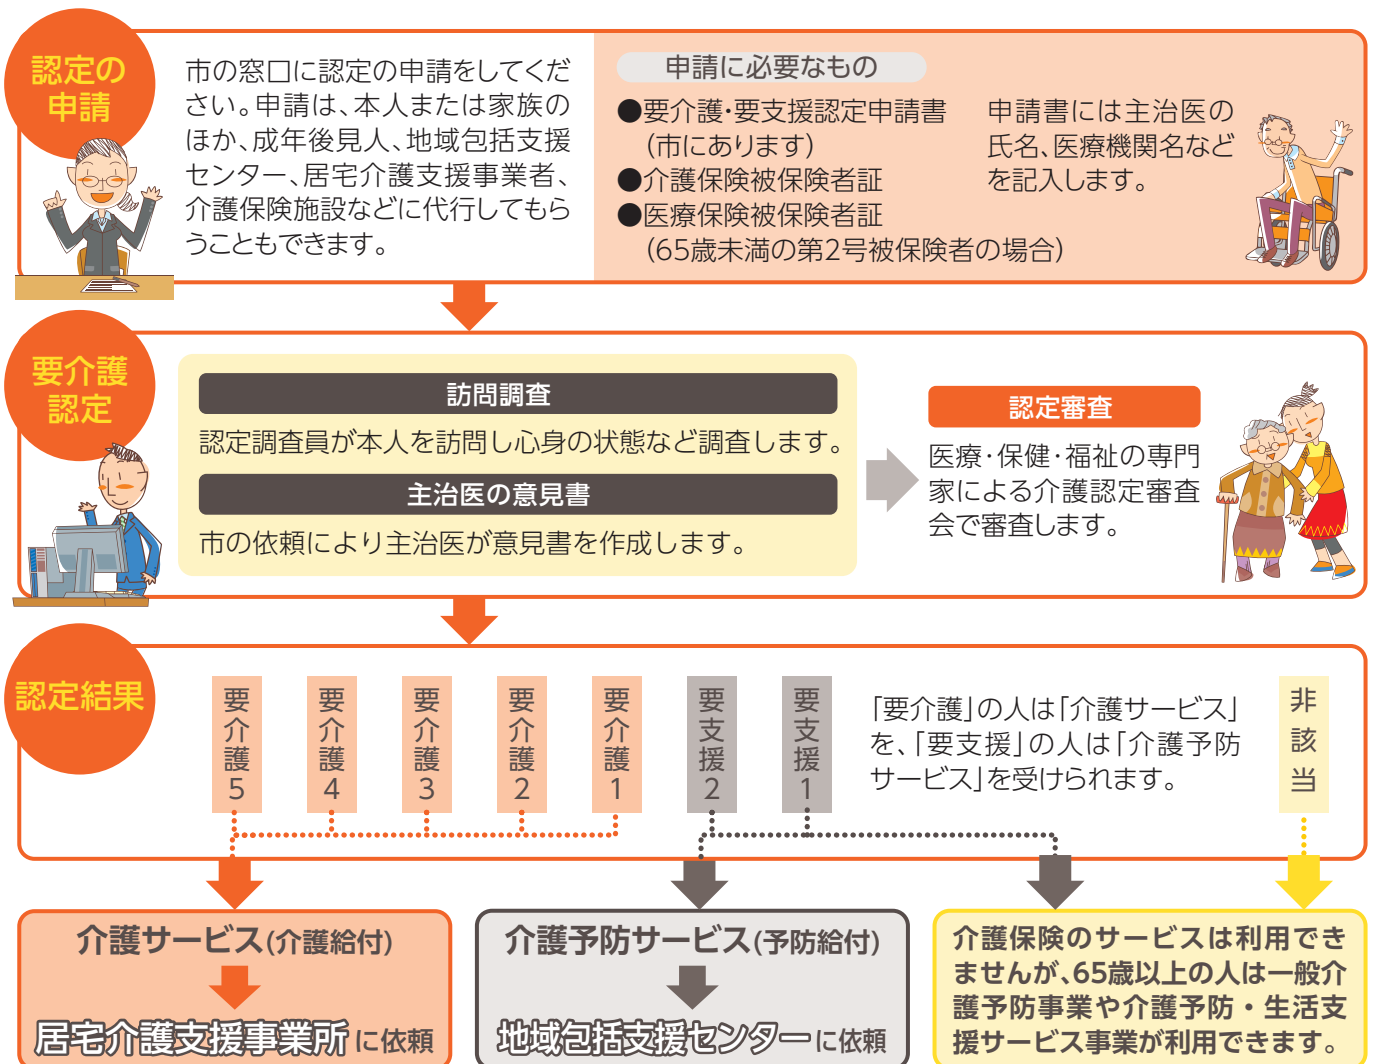 認定の
申請
市の窓口に認定の申請をしてくだ
さい。申請は、本人または家族の
ほか、成年後見人、地域包括支援
センター、居宅介護支援事業者、
介護保険施設などに代行してもら
うこともできます。
申請に必要なもの
●要介護・要支援認定申請書
(市にあります)
●介護保険被保険者証
●医療保険被保険者証
(65歳未満の第2号被保険者の場合)
申請書には主治医の
氏名、医療機関名など
を記入します。
要介護
認定
訪問調査
認定調査員が本人を訪問し心身の状態など調査します。
主治医の意見書
市の依頼により主治医が意見書を作成します。
認定審査
医療・保健・福祉の専門
家による介護認定審査
会で審査します。
認定結果
要介護5
要介護4
要介護3
要介護2
要介護1
要支援2
要支援1
「要介護」の人は「介護サービス」
を、「要支援」の人は「介護予防
サービス」を受けられます。
非該当
介護サービス(介護給付)
居宅介護支援事業所に依頼
介護予防サービス(予防給付)
地域包括支援センターに依頼
介護保険のサービスは利用でき
ませんが、65歳以上の人は一般介
護予防事業や介護予防・生活支
援サービス事業が利用できます。